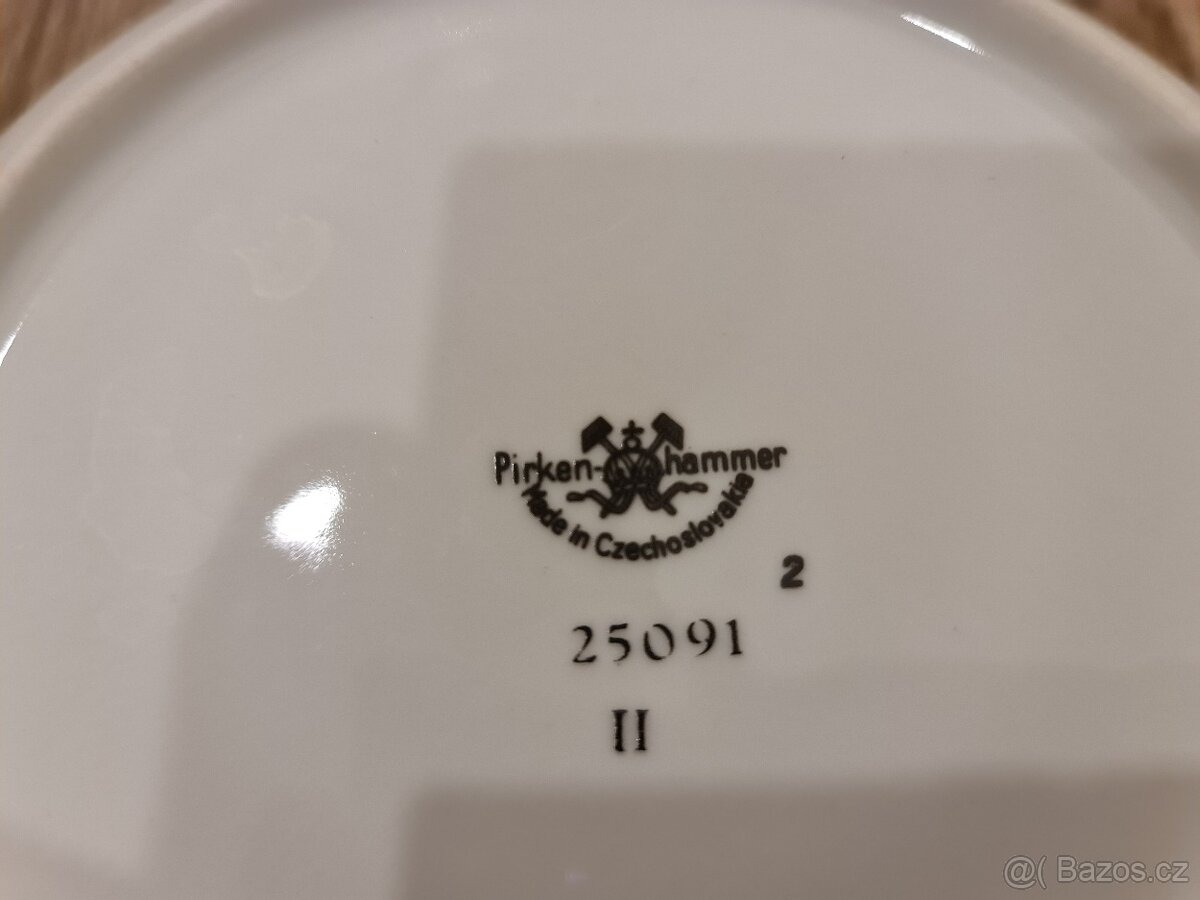 Pirken-hammer
Made in Czechoslovakia
2
25091
II
@( Bazos.cz